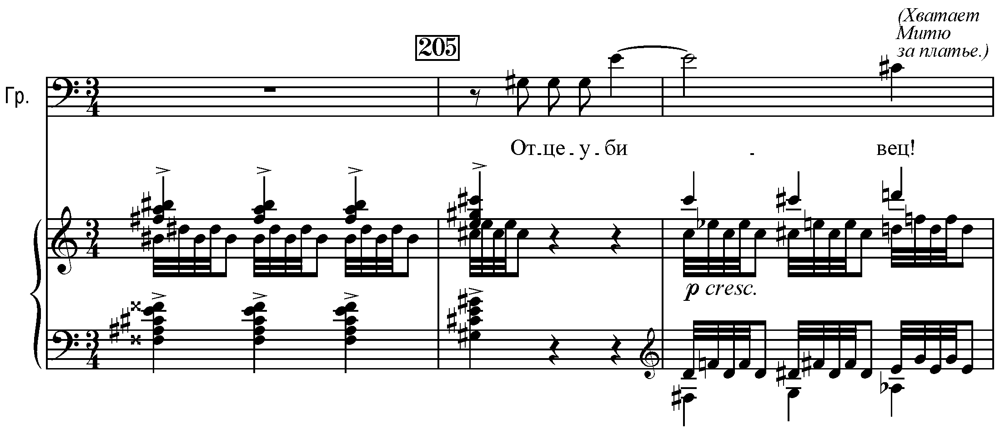 (Хватает
Митю
за платье.)
205
Гр.
От-це-у-би - вец!
p cresc.